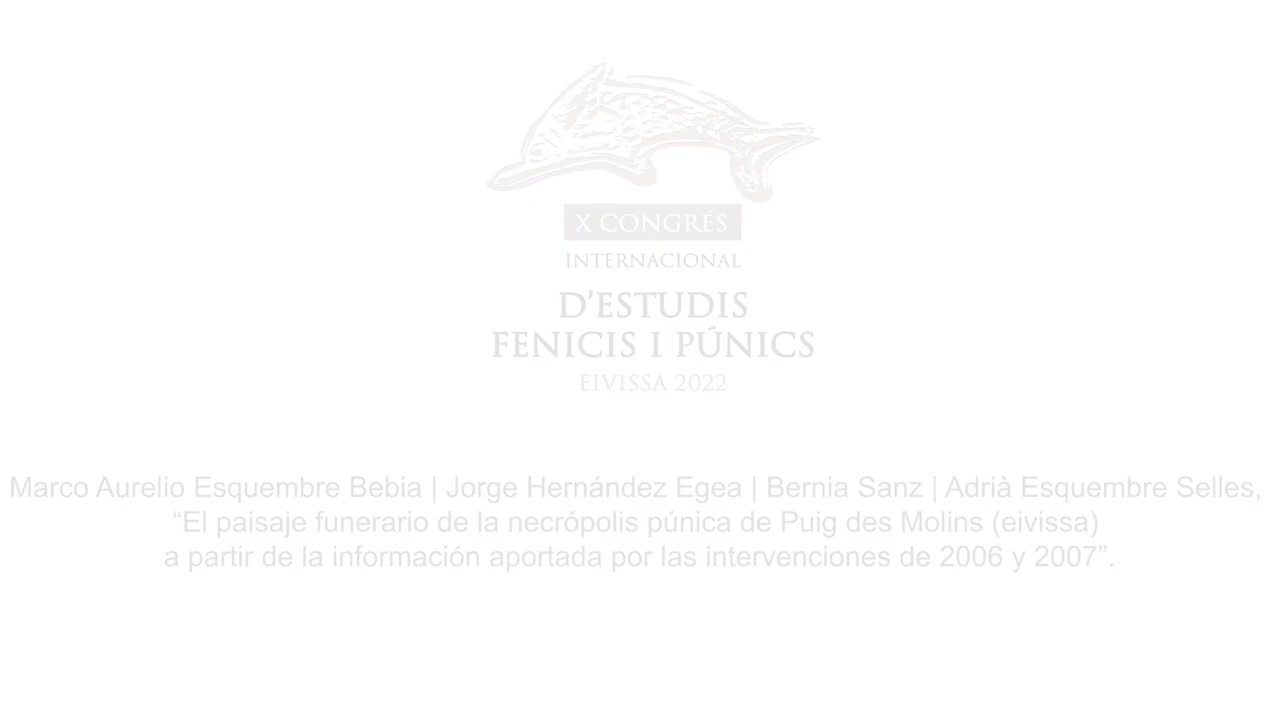 X CONGRÉS
INTERNACIONAL
D’ESTUDIS
FENICIS I PÚNICS
EIVISSA 2022
Marco Aurelio Esquembre Bebia | Jorge Hernández Egea | Bernia Sanz | Adrià Esquembre Selles,
“El paisaje funerario de la necrópolis púnica de Puig des Molins (eivissa)
a partir de la información aportada por las intervenciones de 2006 y 2007”.